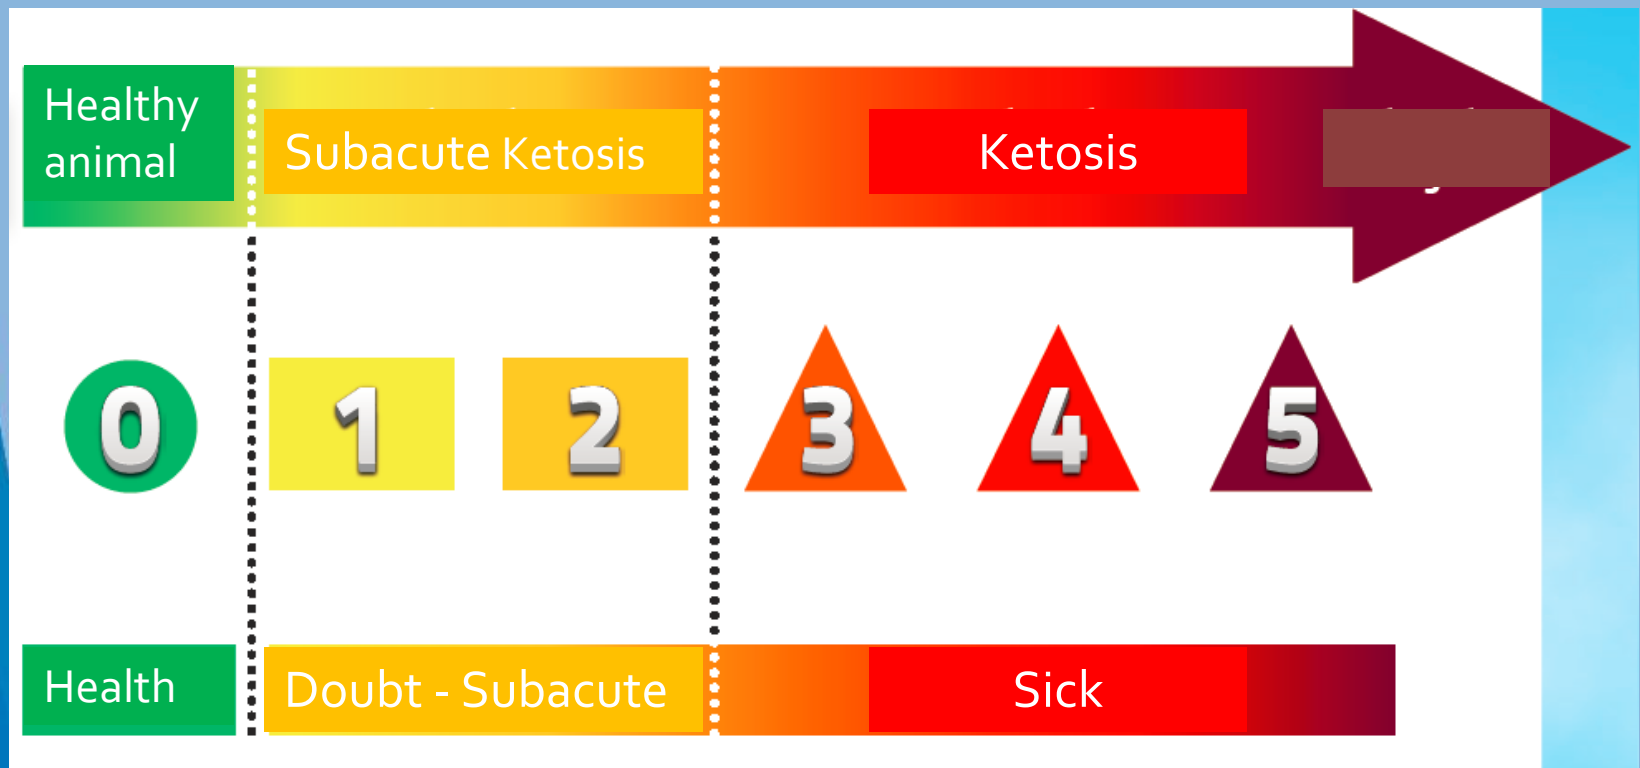 Healthy
animal
Subacute Ketosis
Ketosis
0
1
2
3
4
5
Health
Doubt - Subacute
Sick